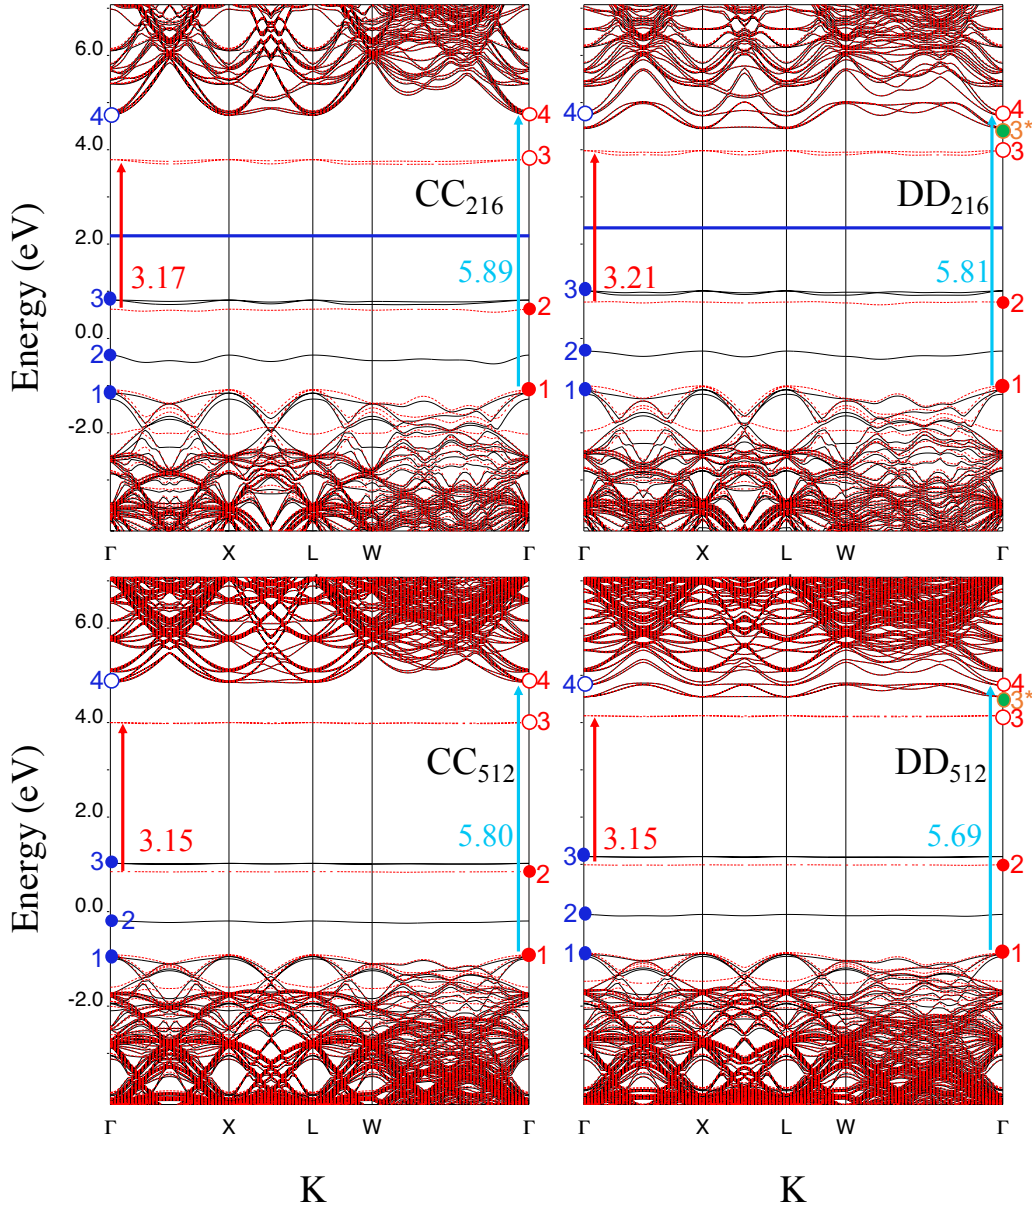 6.0
4 4 4 4
3*
4.0
3 3
CC₂₁₆ DD₂₁₆
Energy (eV)
2.0
3.17 5.89 3.21 5.81
3 2 3 2
0.0
2 2
1 1 1 1
-2.0
Γ X L W Γ Γ X L W Γ
6.0
4 4 4 4
3*
4.0
3 3
CC₅₁₂ DD₅₁₂
Energy (eV)
2.0
3.15 5.80 3.15 5.69
3 2 3 2
0.0
2 2
1 1 1 1
-2.0
Γ X L W Γ Γ X L W Γ
K K